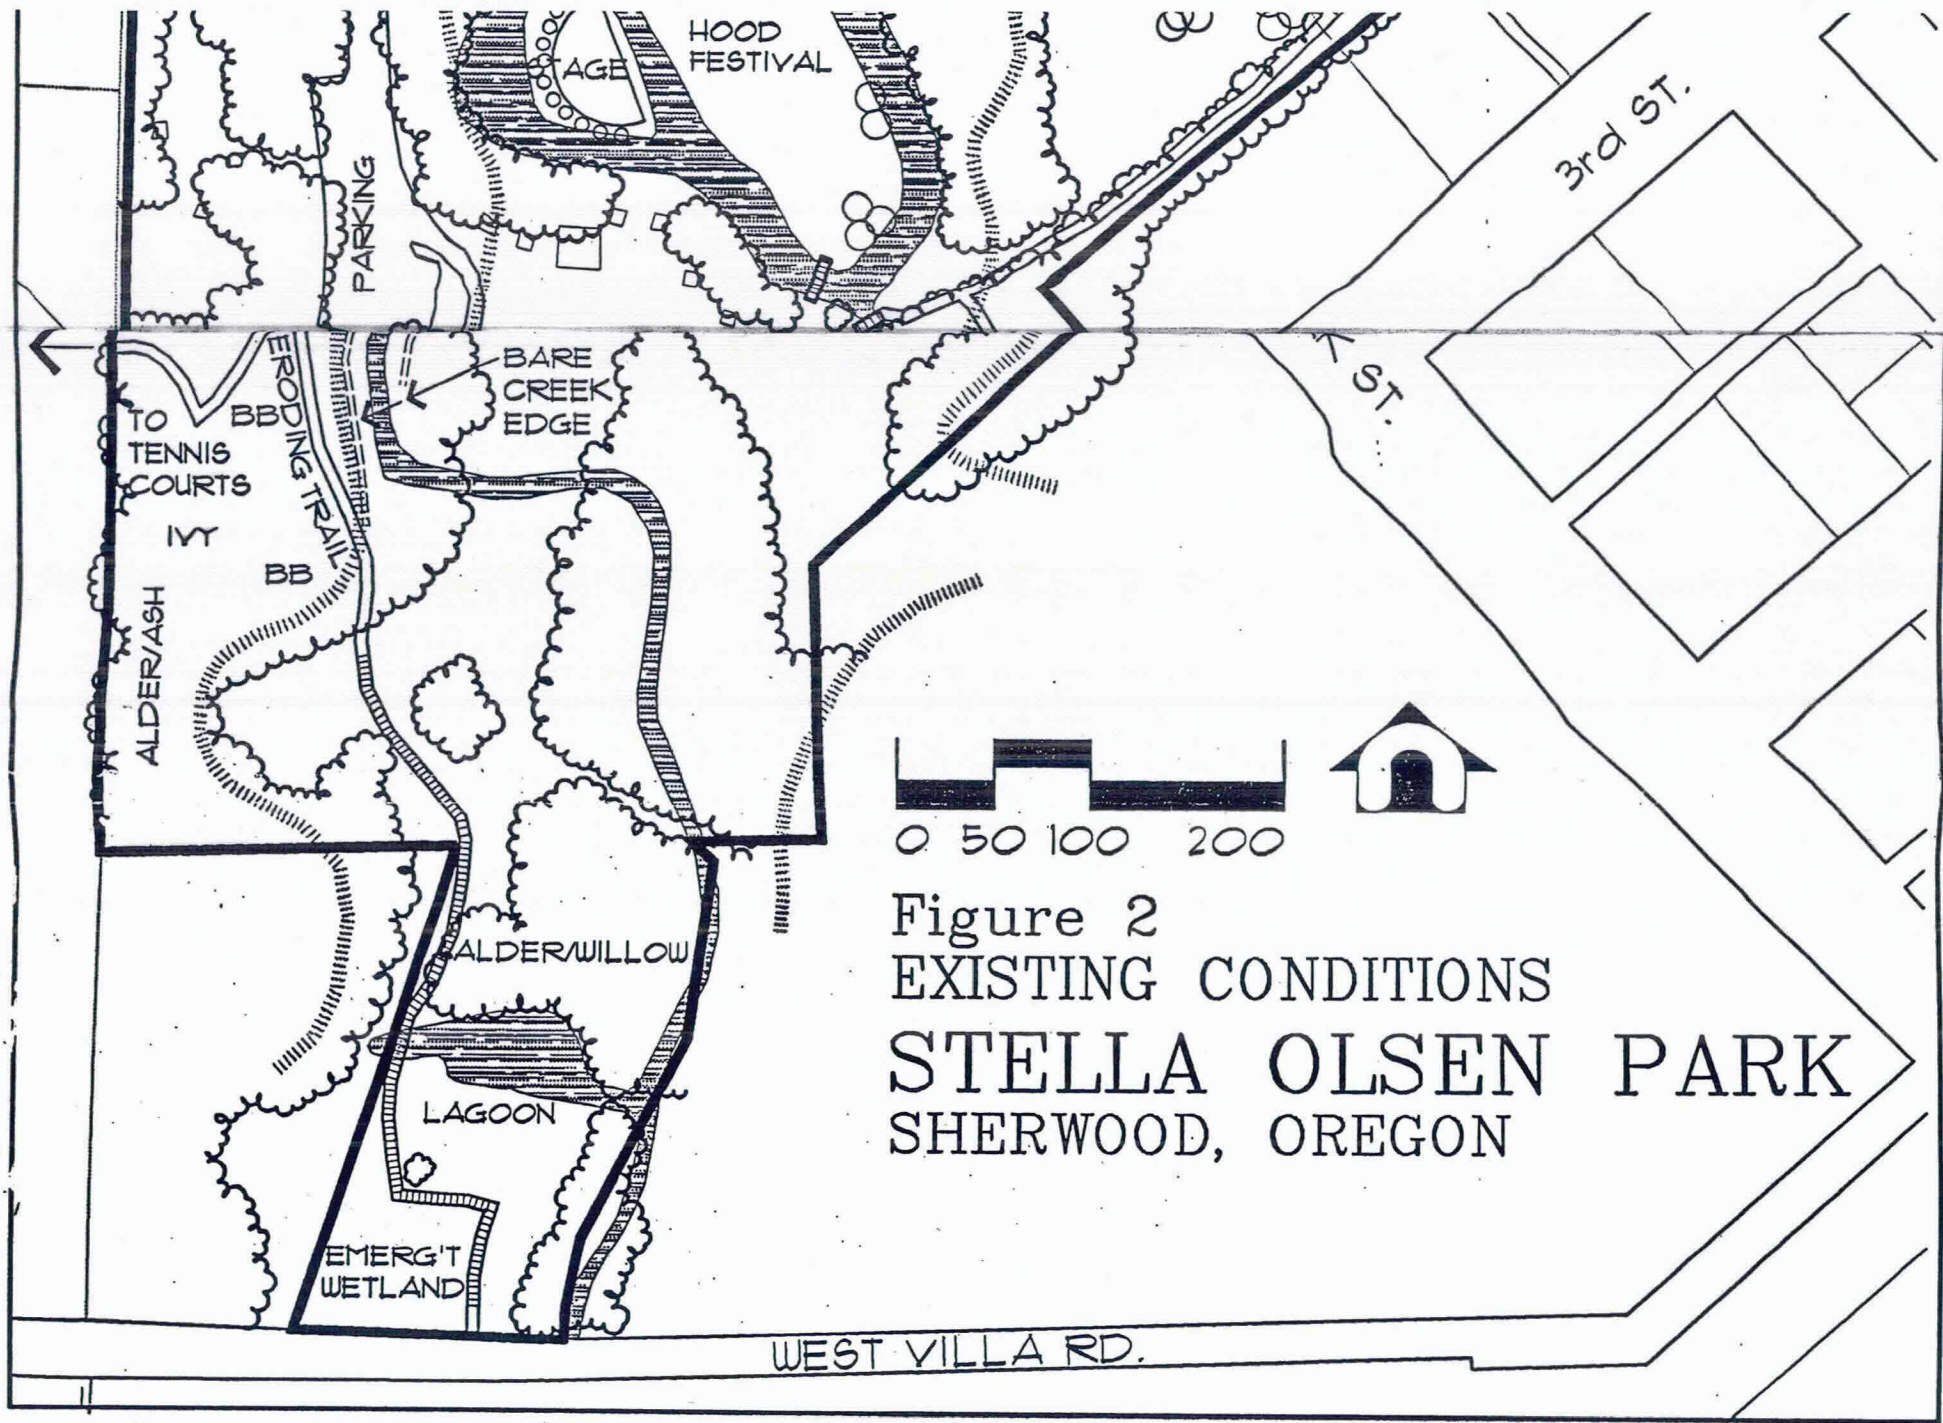 HOOD
FESTIVAL
TAGE
3rd ST.
PARKING
BARE
CREEK
EDGE
ERODING TRAIL
BB
TO
TENNIS
COURTS
IVY
BB
ALDER/ASH
ST.
0 50 100 200
Figure 2
EXISTING CONDITIONS
STELLA OLSEN PARK
SHERWOOD, OREGON
ALDER/WILLOW
LAGOON
EMERG'T
WETLAND
WEST VILLA RD.